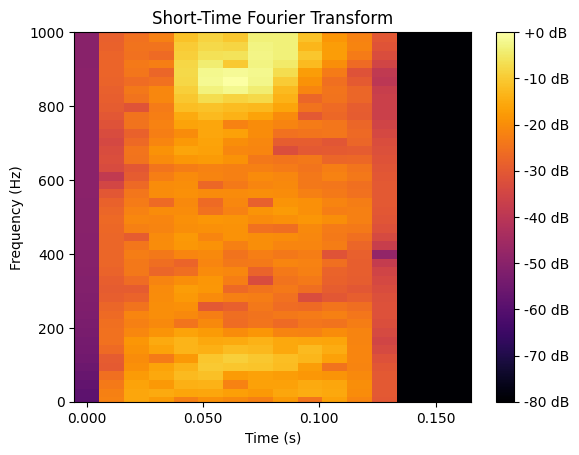 Short-Time Fourier Transform
Frequency (Hz)
1000
800
600
400
200
0
0.000
0.050
0.100
0.150
Time (s)
+0 dB
-10 dB
-20 dB
-30 dB
-40 dB
-50 dB
-60 dB
-70 dB
-80 dB